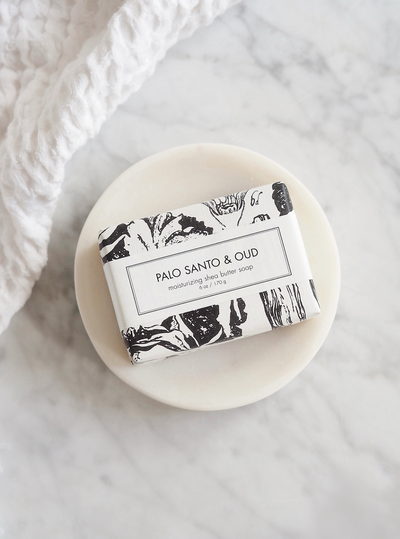 PALO SANTO & OUD
moisturizing shea butter soap
6 oz / 170 g